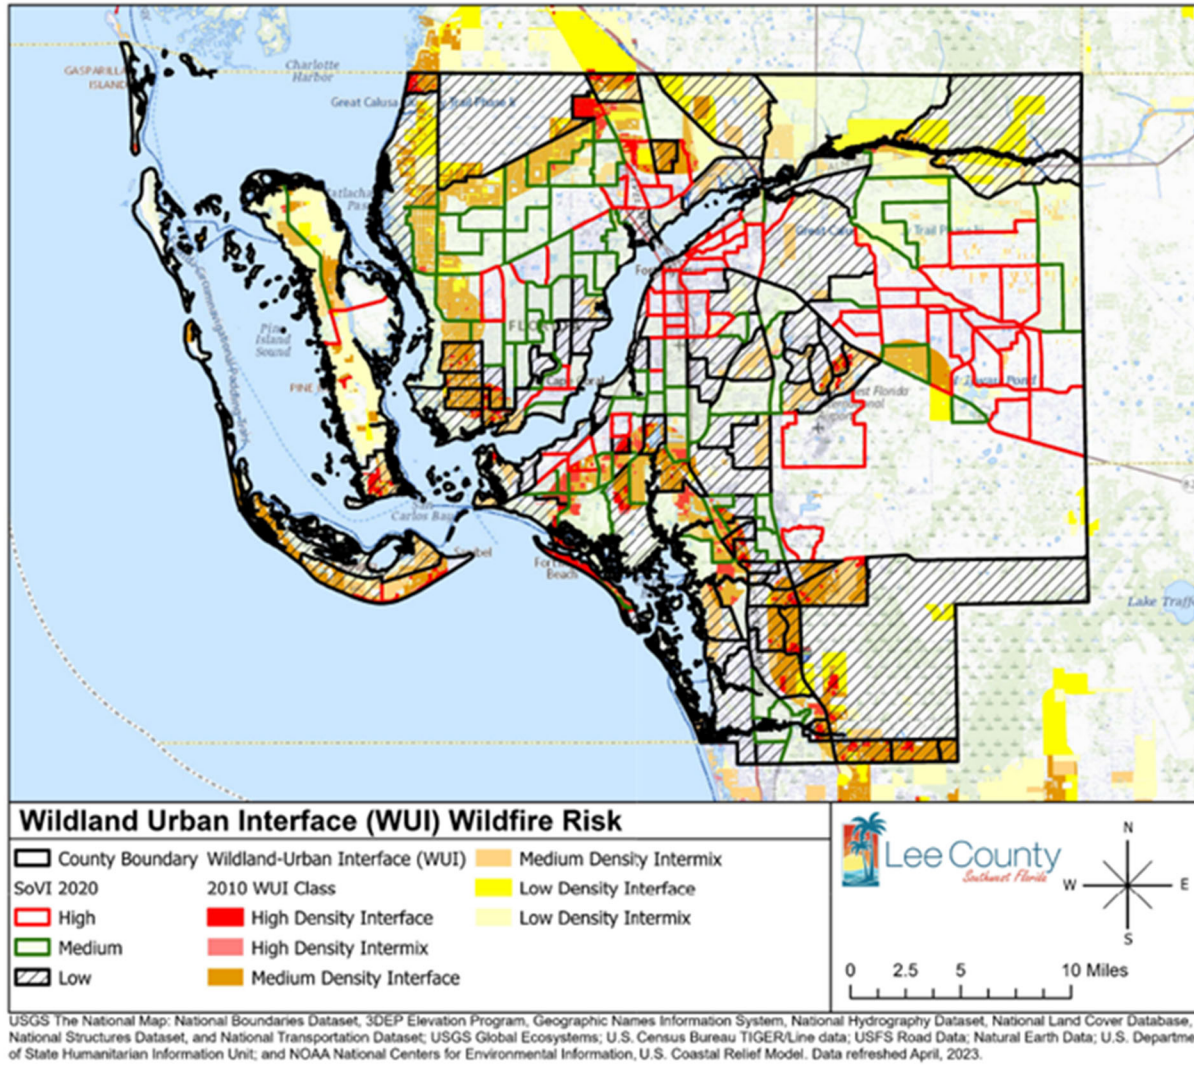 GASPARILLA
ISLAND
Charlotte
Harbor
Great Calusa
Trail Phase II
Pine
Island
Sound
FLORIDA
Cape Coral
San
Carlos Bay
Beach
Lake Traff
Wildland Urban Interface (WUI) Wildfire Risk
County Boundary
SoVI 2020
High
Medium
Low
Wildland-Urban Interface (WUI)
2010 WUI Class
High Density Interface
High Density Intermix
Medium Density Interface
Medium Density Intermix
Low Density Interface
Low Density Intermix
Lee County
Southwest Florida
N
W
E
S
0 2.5 5 10 Miles
USGS The National Map: National Boundaries Dataset, 3DEP Elevation Program, Geographic Names Information System, National Hydrography Dataset, National Land Cover Database,
National Structures Dataset, and National Transportation Dataset; USGS Global Ecosystems; U.S. Census Bureau TIGER/Line data; USFS Road Data; Natural Earth Data; U.S. Departme
of State Humanitarian Information Unit; and NOAA National Centers for Environmental Information, U.S. Coastal Relief Model. Data refreshed April, 2023.